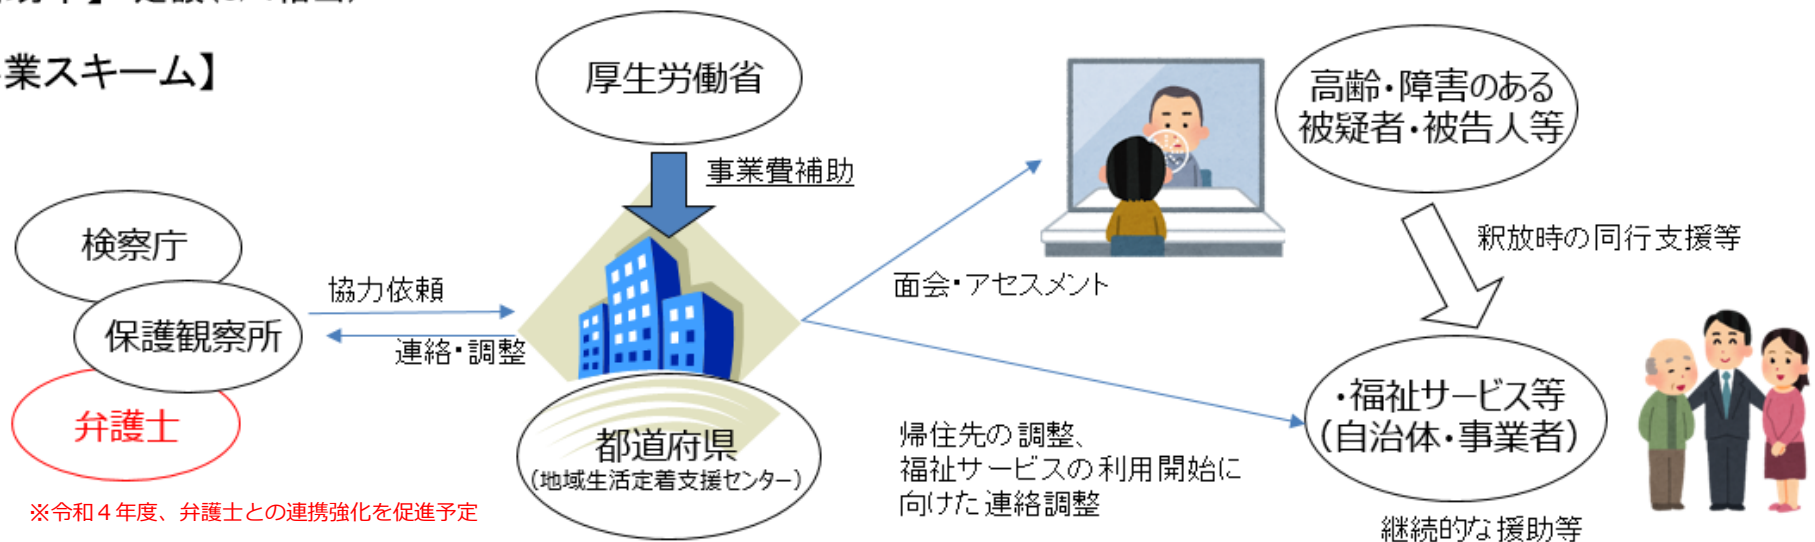 業スキーム】
厚生労働省
事業費補助
高齢・障害のある
被疑者・被告人等
検察庁
保護観察所
弁護士
※令和４年度、弁護士との連携強化を促進予定
協力依頼
連絡・調整
都道府県
（地域生活定着支援センター）
面会・アセスメント
釈放時の同行支援等
帰住先の調整、
福祉サービスの利用開始に
向けた連絡調整
・福祉サービス等
（自治体・事業者）
継続的な援助等